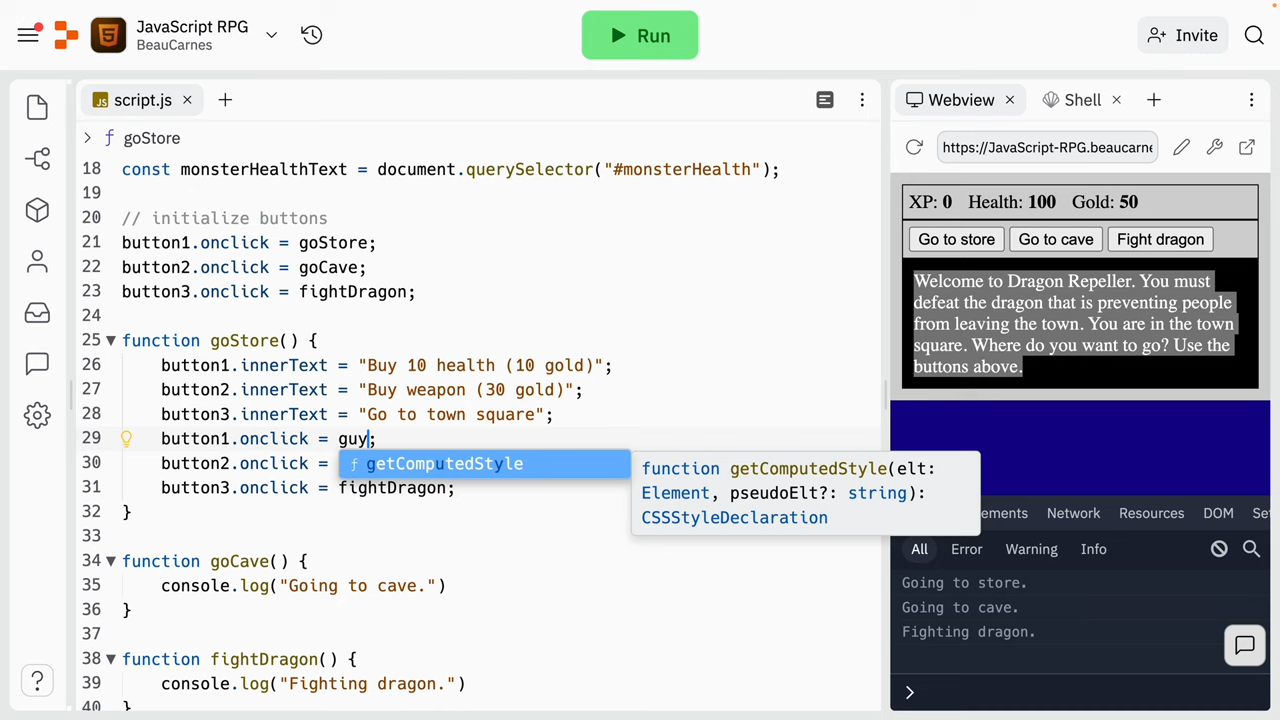 JavaScript RPG
BeauCarnes
Run
Invite
script.js
goStore
18 const monsterHealthText = document.querySelector("#monsterHealth");
19
20 // initialize buttons
21 button1.onclick = goStore;
22 button2.onclick = goCave;
23 button3.onclick = fightDragon;
24
25 function goStore() {
26 button1.innerText = "Buy 10 health (10 gold)";
27 button2.innerText = "Buy weapon (30 gold)";
28 button3.innerText = "Go to town square";
29 button1.onclick = guy;
30 button2.onclick =
31 button3.onclick = fightDragon;
32 }
33
34 function goCave() {
35 console.log("Going to cave.")
36 }
37
38 function fightDragon() {
39 console.log("Fighting dragon.")
40 }
getComputedStyle
function getComputedStyle(elt:
Element, pseudoElt?: string):
CSSStyleDeclaration
Webview
Shell
https://JavaScript-RPG.beaucarne
XP: 0 Health: 100 Gold: 50
Go to store Go to cave Fight dragon
Welcome to Dragon Repeller. You must
defeat the dragon that is preventing people
from leaving the town. You are in the town
square. Where do you want to go? Use the
buttons above.
ements Network Resources DOM Se
All Error Warning Info
Going to store.
Going to cave.
Fighting dragon.